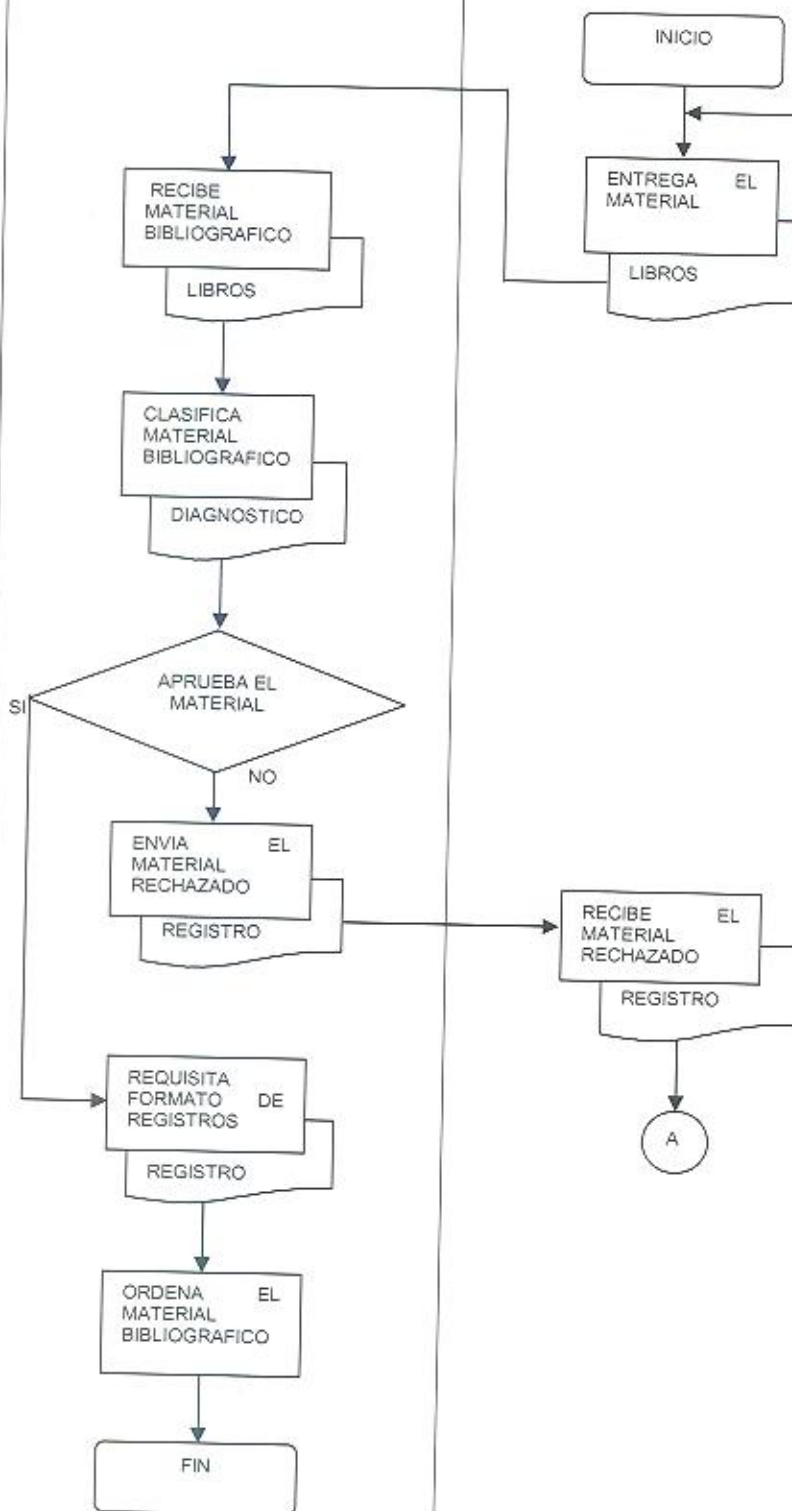 INICIO
ENTREGA EL
MATERIAL
LIBROS
RECIBE
MATERIAL
BIBLIOGRAFICO
LIBROS
CLASIFICA
MATERIAL
BIBLIOGRAFICO
DIAGNOSTICO
APRUEBA EL
MATERIAL
SI
NO
ENVIA EL
MATERIAL
RECHAZADO
REGISTRO
RECIBE EL
MATERIAL
RECHAZADO
REGISTRO
A
REQUISITA
FORMATO DE
REGISTROS
REGISTRO
ORDENA EL
MATERIAL
BIBLIOGRAFICO
FIN